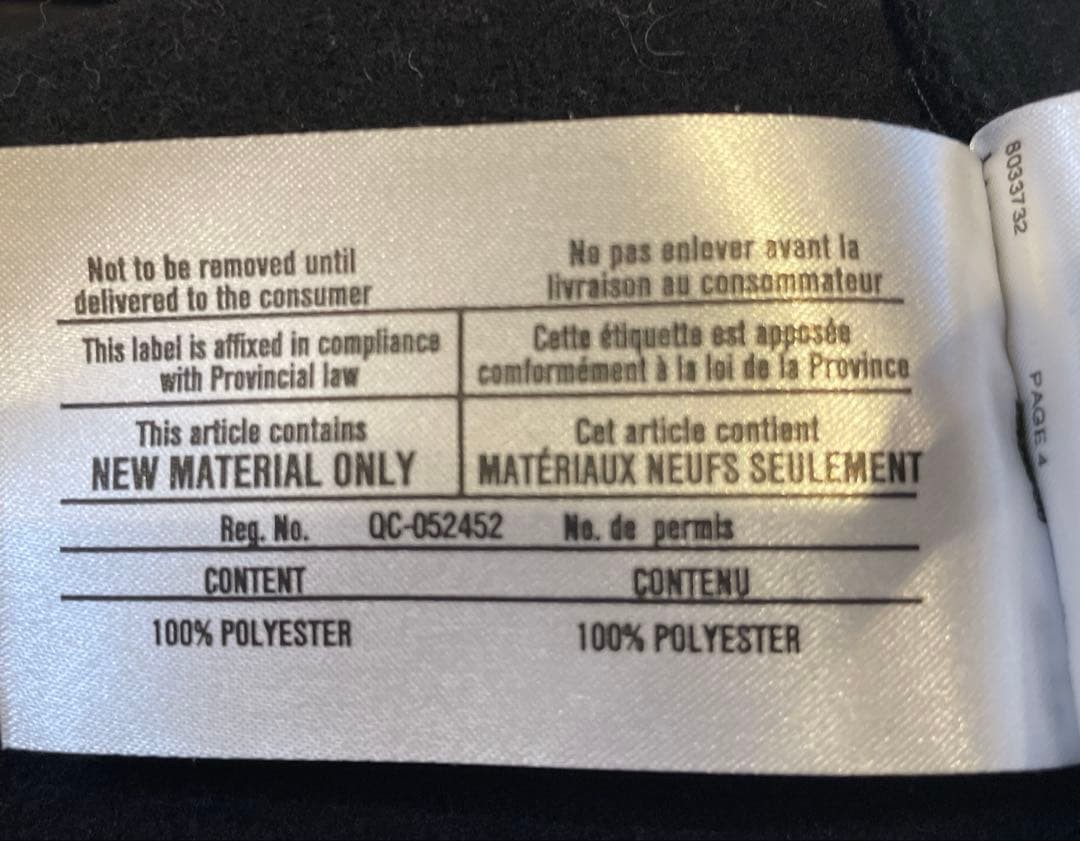 Not to be removed until
delivered to the consumer
Ne pas enlever avant la
livraison au consommateur
This label is affixed in compliance
with Provincial law
Cette étiquette est apposée
comformément à la loi de la Province
This article contains
NEW MATERIAL ONLY
Cet article contient
MATÉRIAUX NEUFS SEULEMENT
Reg. No. QC-052452 No. de permis
CONTENT CONTENU
100% POLYESTER 100% POLYESTER
8033732
PAGE 4